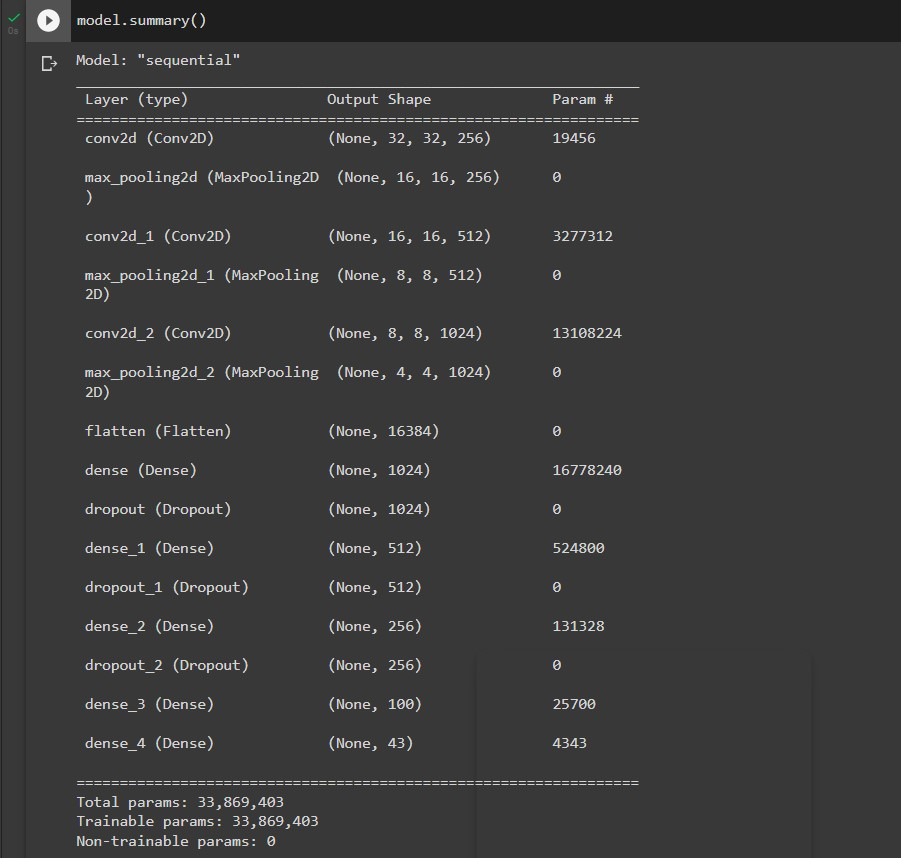 model.summary()
0s
Model: "sequential"
Layer (type) Output Shape Param #
=================================================================
conv2d (Conv2D) (None, 32, 32, 256) 19456
max_pooling2d (MaxPooling2D (None, 16, 16, 256) 0
)
conv2d_1 (Conv2D) (None, 16, 16, 512) 3277312
max_pooling2d_1 (MaxPooling (None, 8, 8, 512) 0
2D)
conv2d_2 (Conv2D) (None, 8, 8, 1024) 13108224
max_pooling2d_2 (MaxPooling (None, 4, 4, 1024) 0
2D)
flatten (Flatten) (None, 16384) 0
dense (Dense) (None, 1024) 16778240
dropout (Dropout) (None, 1024) 0
dense_1 (Dense) (None, 512) 524800
dropout_1 (Dropout) (None, 512) 0
dense_2 (Dense) (None, 256) 131328
dropout_2 (Dropout) (None, 256) 0
dense_3 (Dense) (None, 100) 25700
dense_4 (Dense) (None, 43) 4343
=================================================================
Total params: 33,869,403
Trainable params: 33,869,403
Non-trainable params: 0